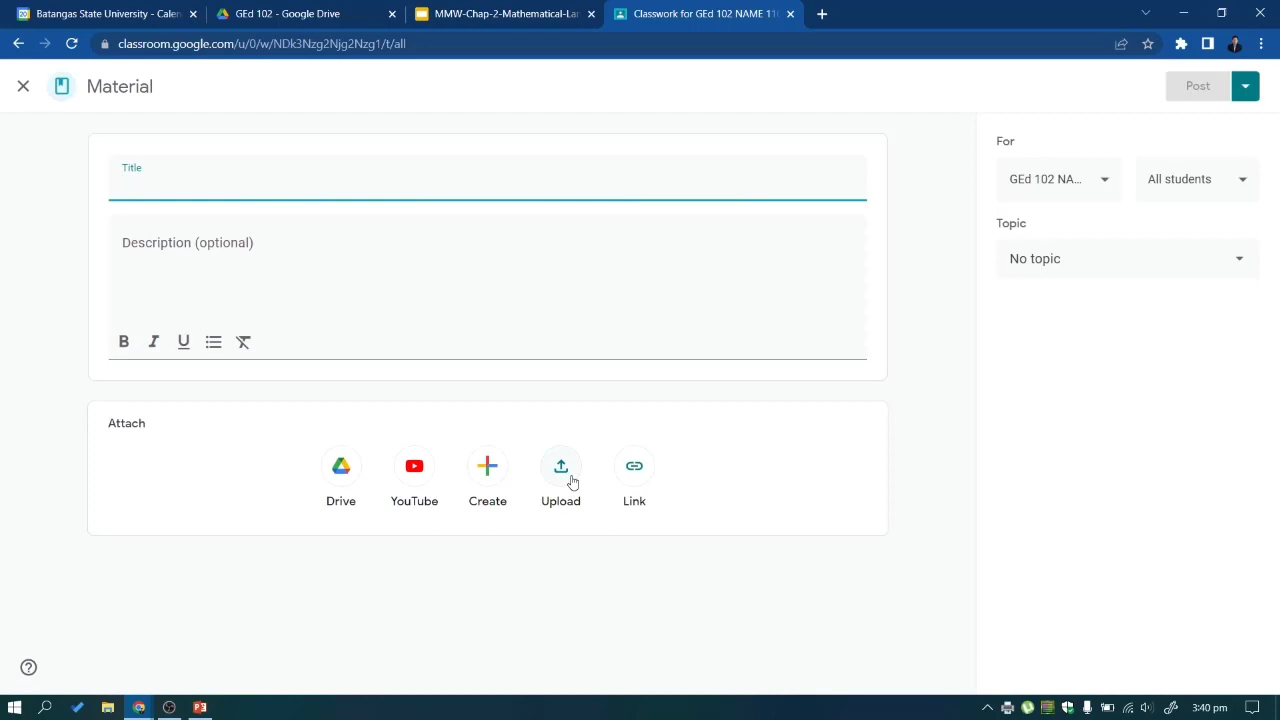 Batangas State University - Calen
GEd 102 - Google Drive
MMW-Chap-2-Mathematical-Lan
Classwork for GEd 102 NAME 110
classroom.google.com/u/0/w/NDk3Nzg2Njg2Nzg1/t/all
Material
Post
Title
Description (optional)
B I U
Attach
Drive
YouTube
Create
Upload
Link
For
GEd 102 NA...
All students
Topic
No topic
3:40 pm